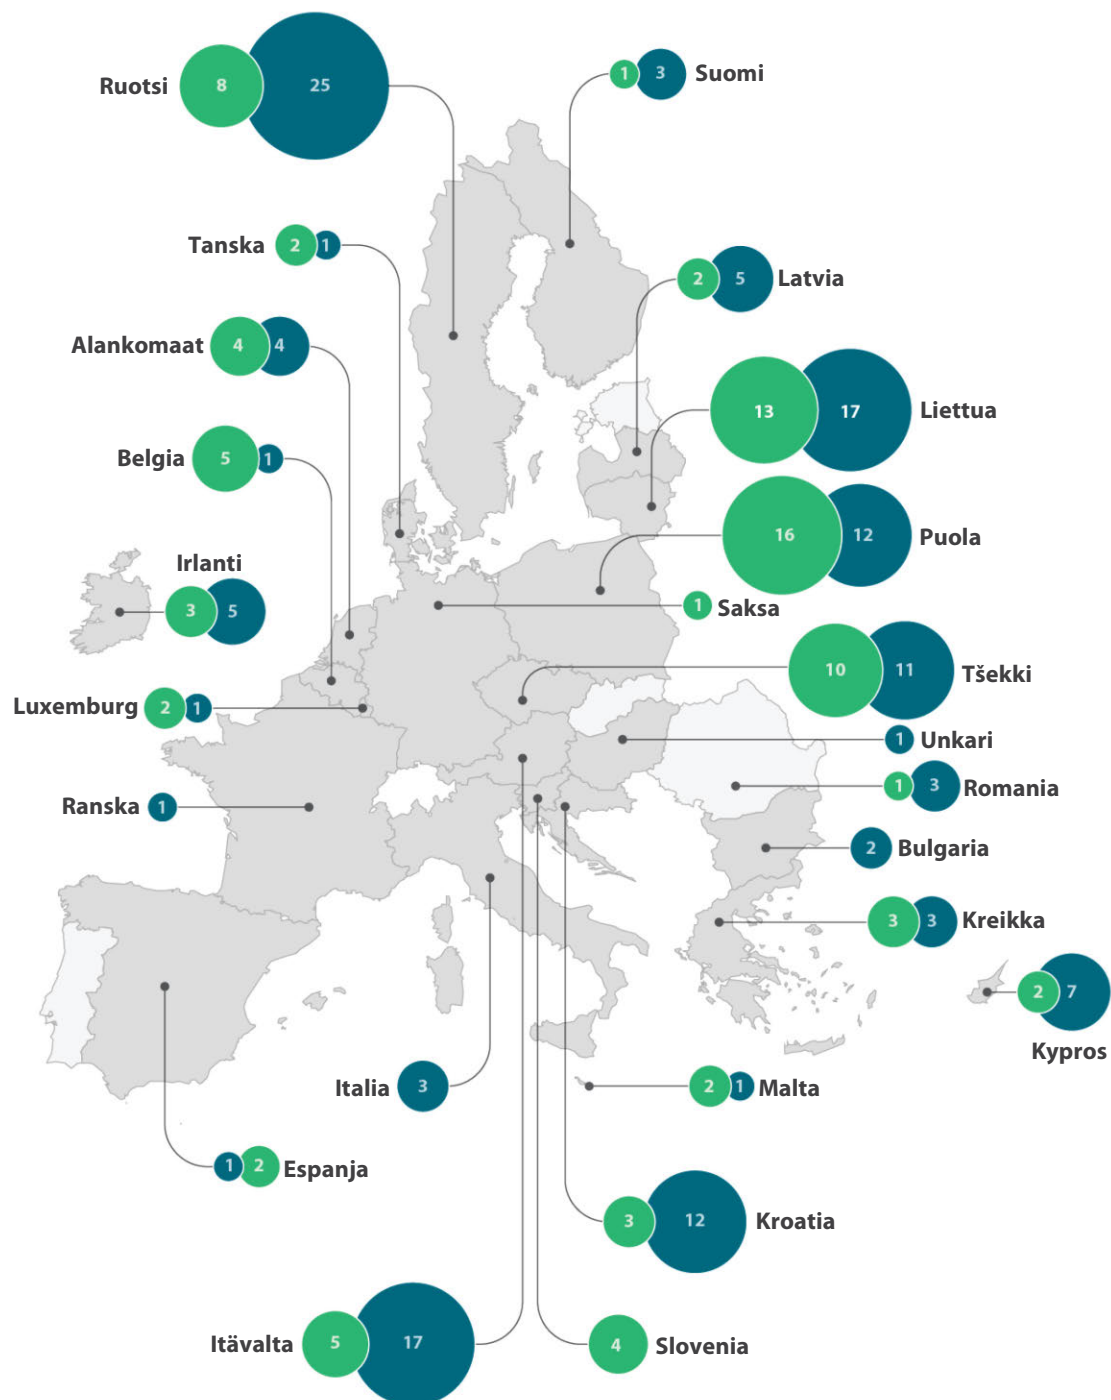 Ruotsi 8 25
1 3 Suomi
Tanska 2 1
2 5 Latvia
Alankomaat 4 4
13 17 Liettua
Belgia 5 1
16 12 Puola
Irlanti
3 5
1 Saksa
10 11 Tšekki
Luxemburg 2 1
1 Unkari
1 3 Romania
Ranska 1
2 Bulgaria
3 3 Kreikka
2 7
Kypros
Italia 3
2 1 Malta
1 2 Espanja
3 12 Kroatia
Itävalta 5 17
4 Slovenia